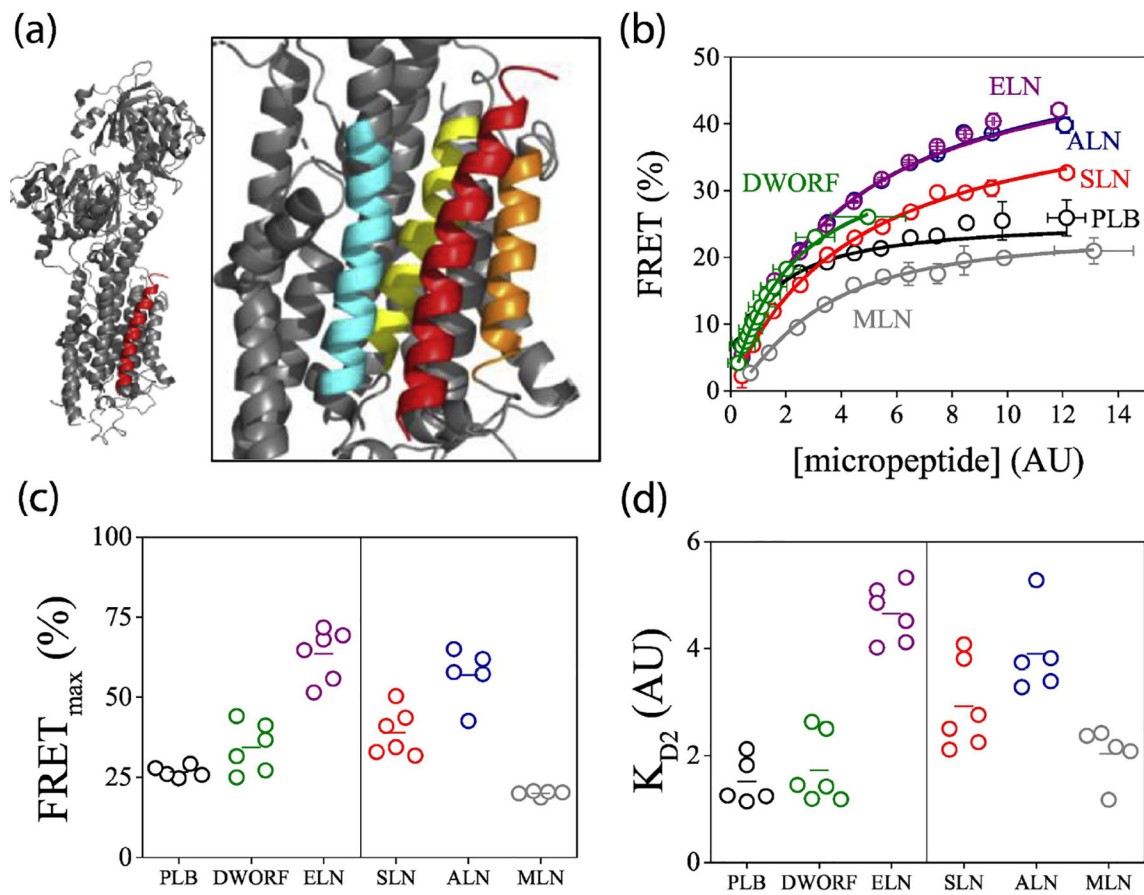 (a)
(b)
50
40
30
20
10
0
FRET (%)
ELN
ALN
DWORF
SLN
PLB
MLN
0 2 4 6 8 10 12 14
[micropeptide] (AU)
(c)
100
75
50
25
0
FRETmax (%)
PLB DWORF ELN SLN ALN MLN
(d)
6
4
2
0
KD2 (AU)
PLB DWORF ELN SLN ALN MLN